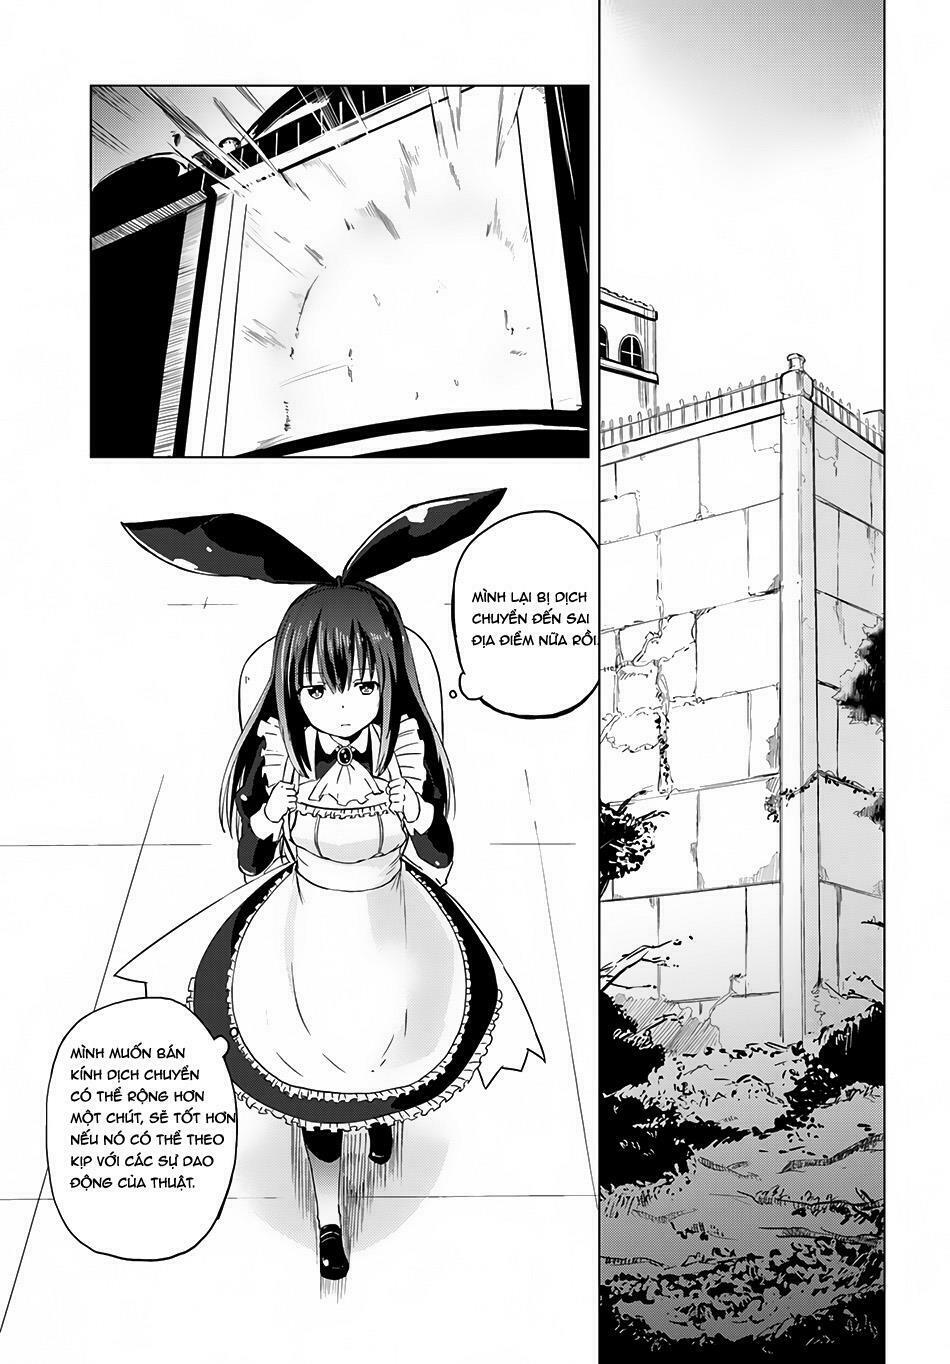 MÌNH LẠI BỊ DỊCH
CHUYỂN ĐẾN SAI
ĐỊA ĐIỂM NỮA RỒI.
MÌNH MUỐN BÁN
KÍNH DỊCH CHUYỂN
CÓ THỂ RỘNG HƠN
MỘT CHÚT, SẼ TỐT HƠN
NẾU NÓ CÓ THỂ THEO
KỊP VỚI CÁC SỰ DAO
ĐỘNG CỦA THUẬT.